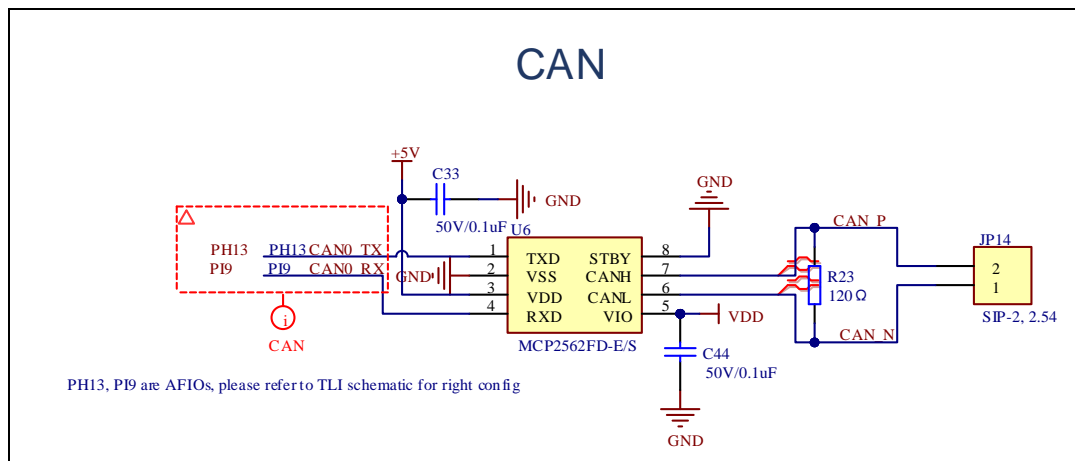 CAN
+5V
C33
GND
50V/0.1uF
U6
GND
PH13 PH13 CAN0_TX 1 TXD STBY 8
PI9 PI9 CAN0_RX GND 2 VSS CANH 7
3 VDD CANL 6
4 RXD VIO 5
MCP2562FD-E/S
VDD
C44
50V/0.1uF
GND
CAN_P
R23
120Ω
CAN_N
JP14
2
1
SIP-2, 2.54
i
CAN
PH13, PI9 are AFIOs, please refer to TLI schematic for right config